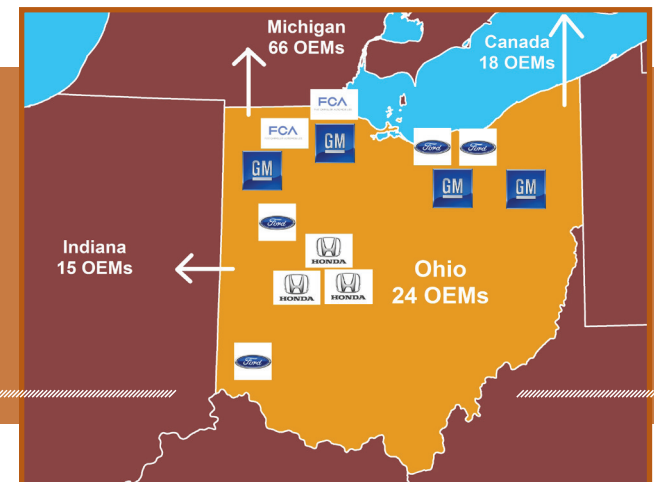 Michigan
66 OEMs
Canada
18 OEMs
FCA
FCA
GM
GM
Ford
Ford
GM
GM
Ford
Indiana
15 OEMs
HONDA
HONDA
HONDA
Ohio
24 OEMs
Ford